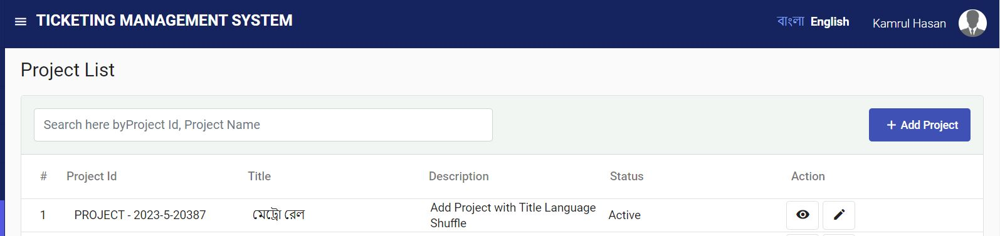 TICKETING MANAGEMENT SYSTEM
বাংলা English Kamrul Hasan
Project List
Search here byProject Id, Project Name
+ Add Project
# Project Id Title Description Status Action
1 PROJECT - 2023-5-20387 মেট্রো রেল Add Project with Title Language Shuffle Active